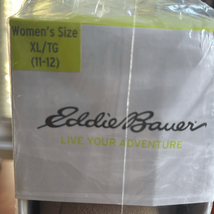 Women's Size
XL/TG
(11-12)
Eddie Bauer
LIVE YOUR ADVENTURE